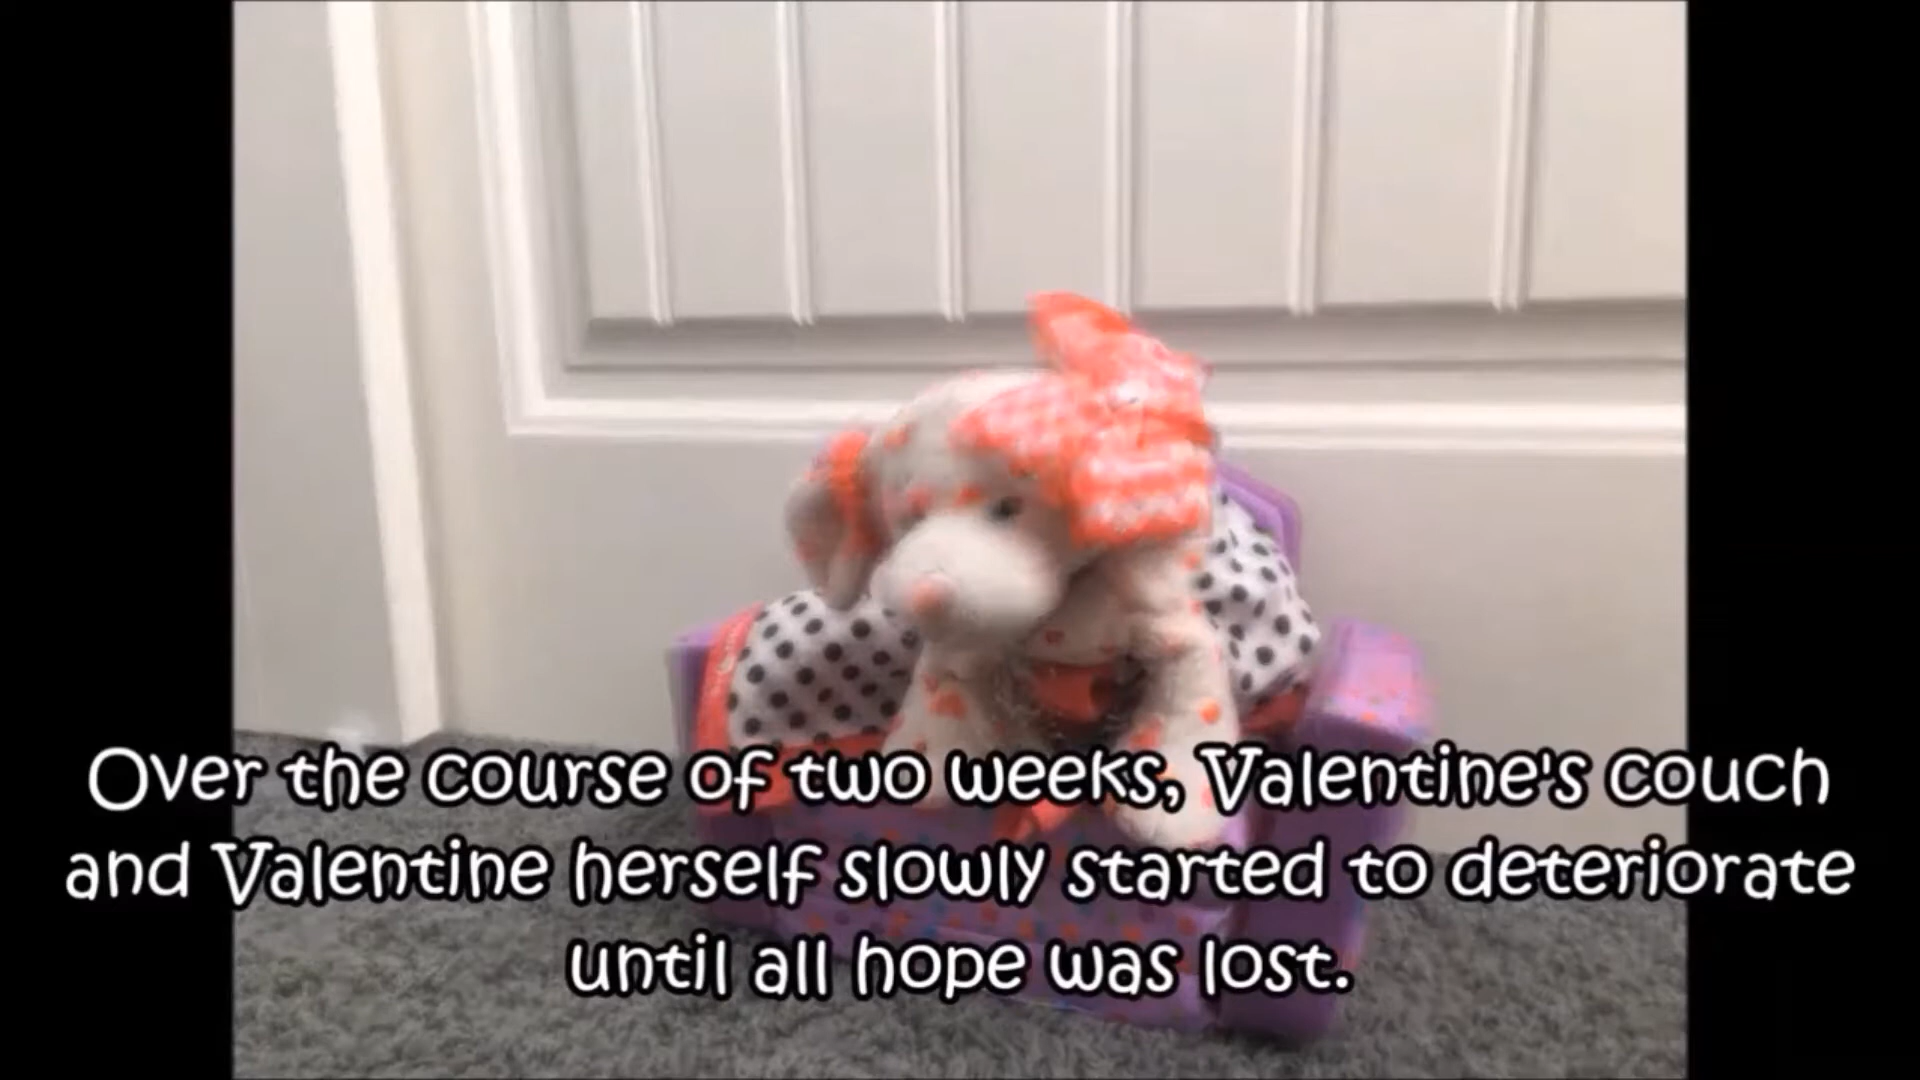 Over the course of two weeks, Valentine's couch
and Valentine herself slowly started to deteriorate
until all hope was lost.